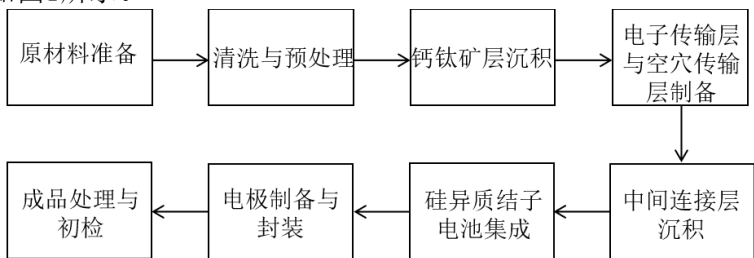 原材料准备
清洗与预处理
钙钛矿层沉积
电子传输层
与空穴传输
层制备
中间连接层
沉积
硅异质结子
电池集成
电极制备与
封装
成品处理与
初检